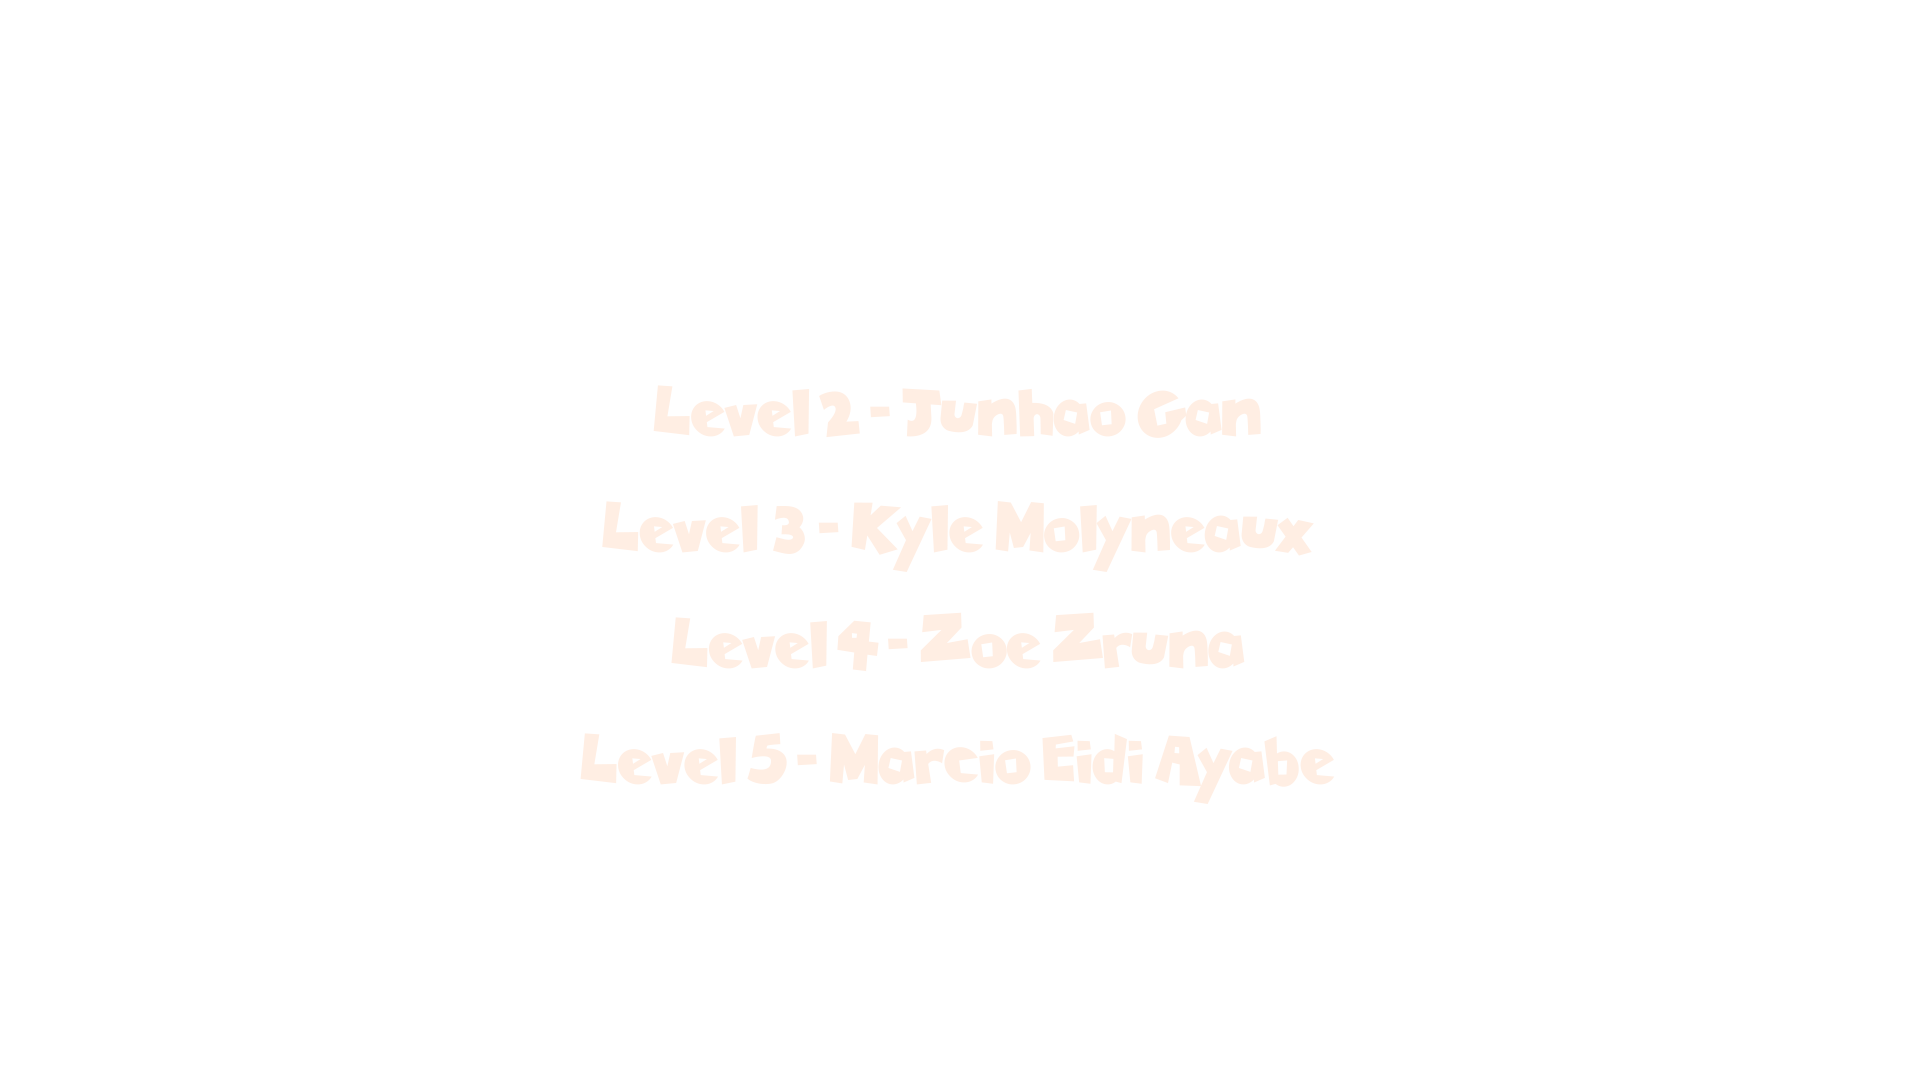 Level 2 - Junhao Gan
Level 3 - Kyle Molyneaux
Level 4 - Zoe Zruna
Level 5 - Marcio Eidi Ayabe